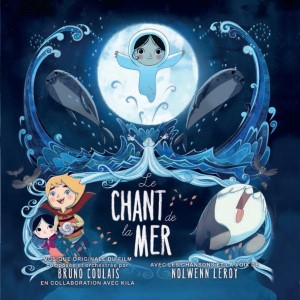 Le
CHANT de
la MER
MUSIQUE ORIGINALE DU FILM
composée et orchestrée par
BRUNO COULAIS
EN COLLABORATION AVEC KILA
AVEC LES CHANSONS ET LA VOIX DE
NOLWENN LEROY